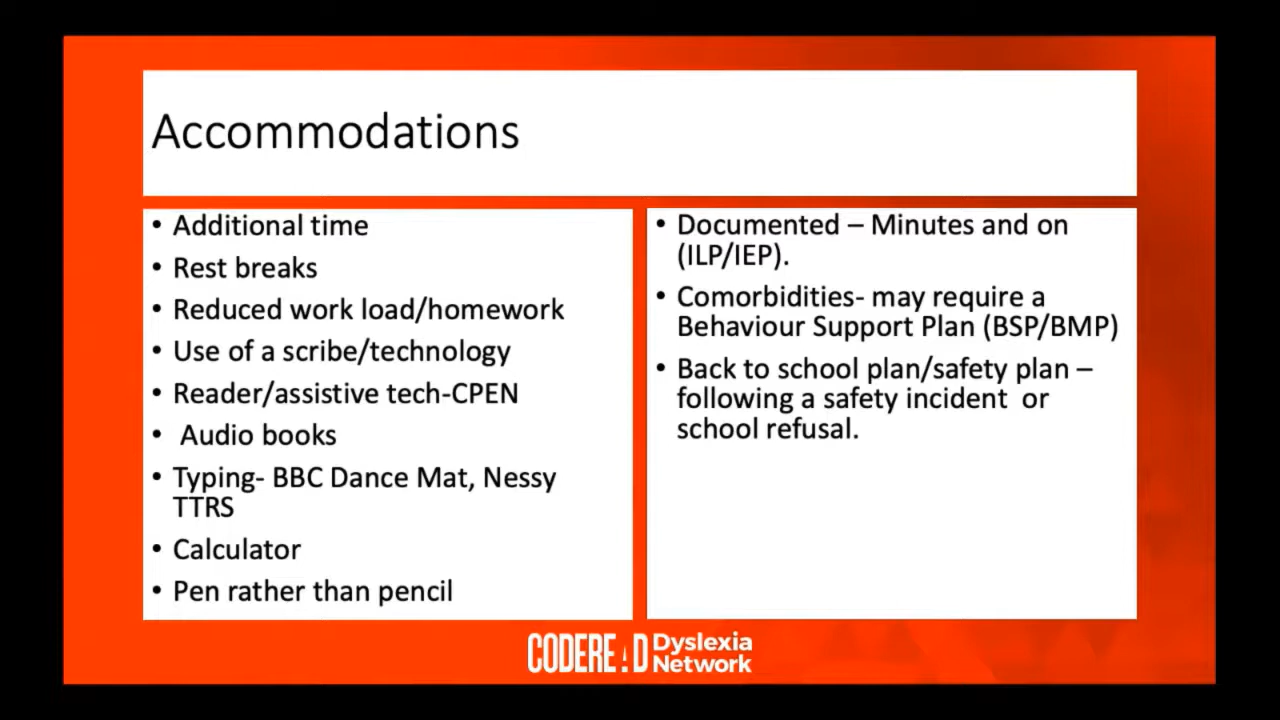 Accommodations
• Additional time
• Rest breaks
• Reduced work load/homework
• Use of a scribe/technology
• Reader/assistive tech-CPEN
• Audio books
• Typing- BBC Dance Mat, Nessy
TTRS
• Calculator
• Pen rather than pencil
• Documented – Minutes and on
(ILP/IEP).
• Comorbidities- may require a
Behaviour Support Plan (BSP/BMP)
• Back to school plan/safety plan –
following a safety incident or
school refusal.
CODEREAD Dyslexia
Network